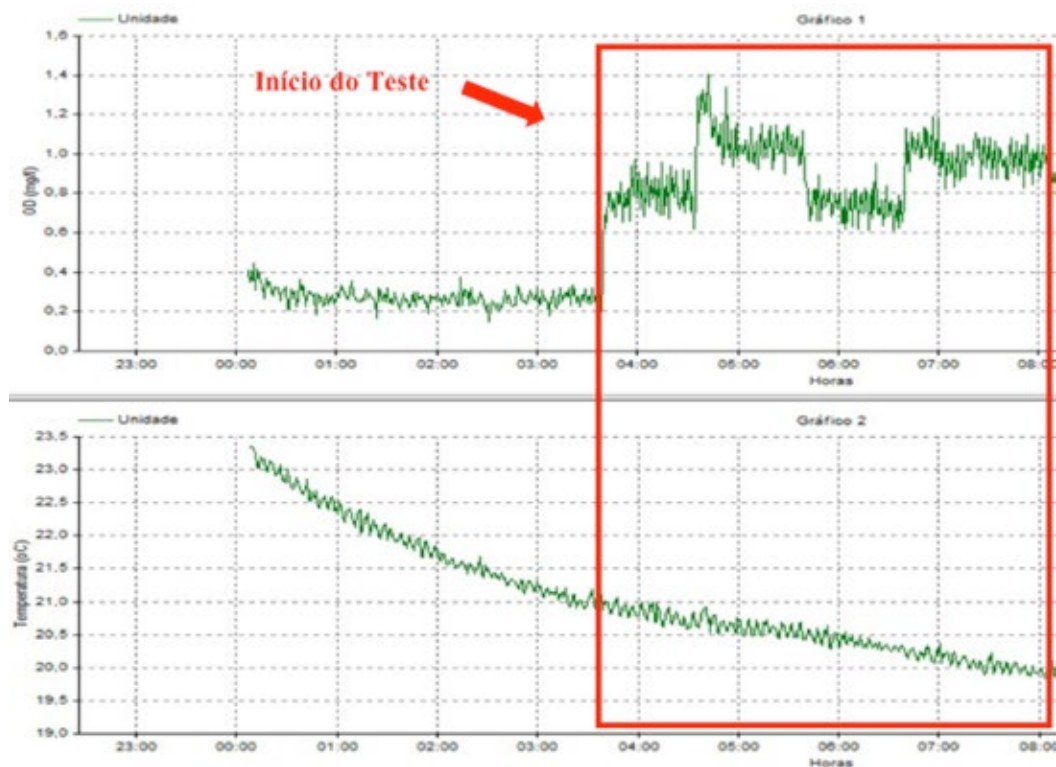 Unidade
Gráfico 1
Início do Teste
1,6
1,4
1,2
1,0
0,8
0,6
0,4
0,2
0,0
OD (mg/l)
23:00 00:00 01:00 02:00 03:00 04:00 05:00 06:00 07:00 08:00
Horas
Unidade
Gráfico 2
23,5
23,0
22,5
22,0
21,5
21,0
20,5
20,0
19,5
19,0
Temperatura (oC)
23:00 00:00 01:00 02:00 03:00 04:00 05:00 06:00 07:00 08:00
Horas